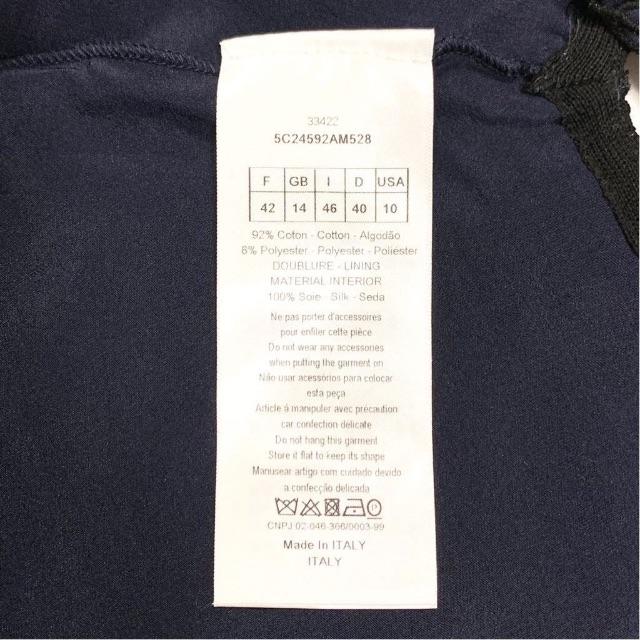 33422
5C24592AM528
F GB I D USA
42 14 46 40 10
92% Coton - Cotton - Algodão
8% Polyester - Polyester - Poliéster
DOUBLURE - LINING
MATERIAL INTERIOR
100% Soie - Silk - Seda
Ne pas porter d'accessoires
pour enfiler cette pièce
Do not wear any accessories
when putting the garment on
Não usar acessórios para colocar
esta peça
Article à manipuler avec précaution
car confection délicate
Do not hang this garment
Store it flat to keep its shape
Manusear artigo com cuidado devido
a confecção delicada
P
CNPJ 02-046-366/0003-99
Made In ITALY
ITALY